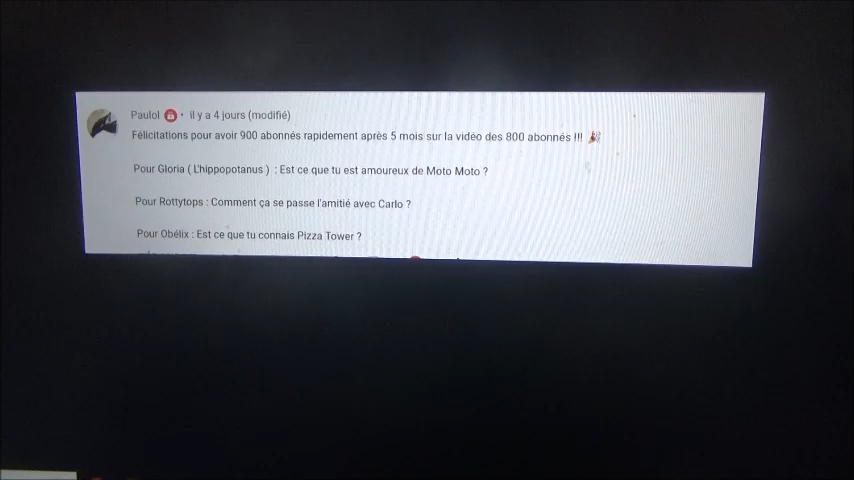 Paulol • il y a 4 jours (modifié)
Félicitations pour avoir 900 abonnés rapidement après 5 mois sur la vidéo des 800 abonnés !!! 🎉
Pour Gloria ( L'hippopotanus ) : Est ce que tu est amoureux de Moto Moto ?
Pour Rottytops : Comment ça se passe l'amitié avec Carlo ?
Pour Obélix : Est ce que tu connais Pizza Tower ?